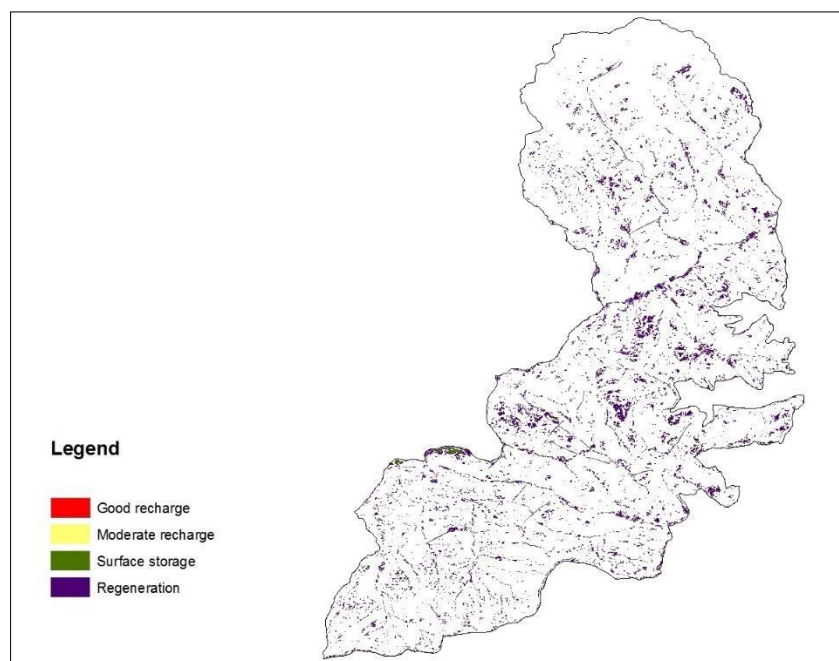 Legend
Good recharge
Moderate recharge
Surface storage
Regeneration